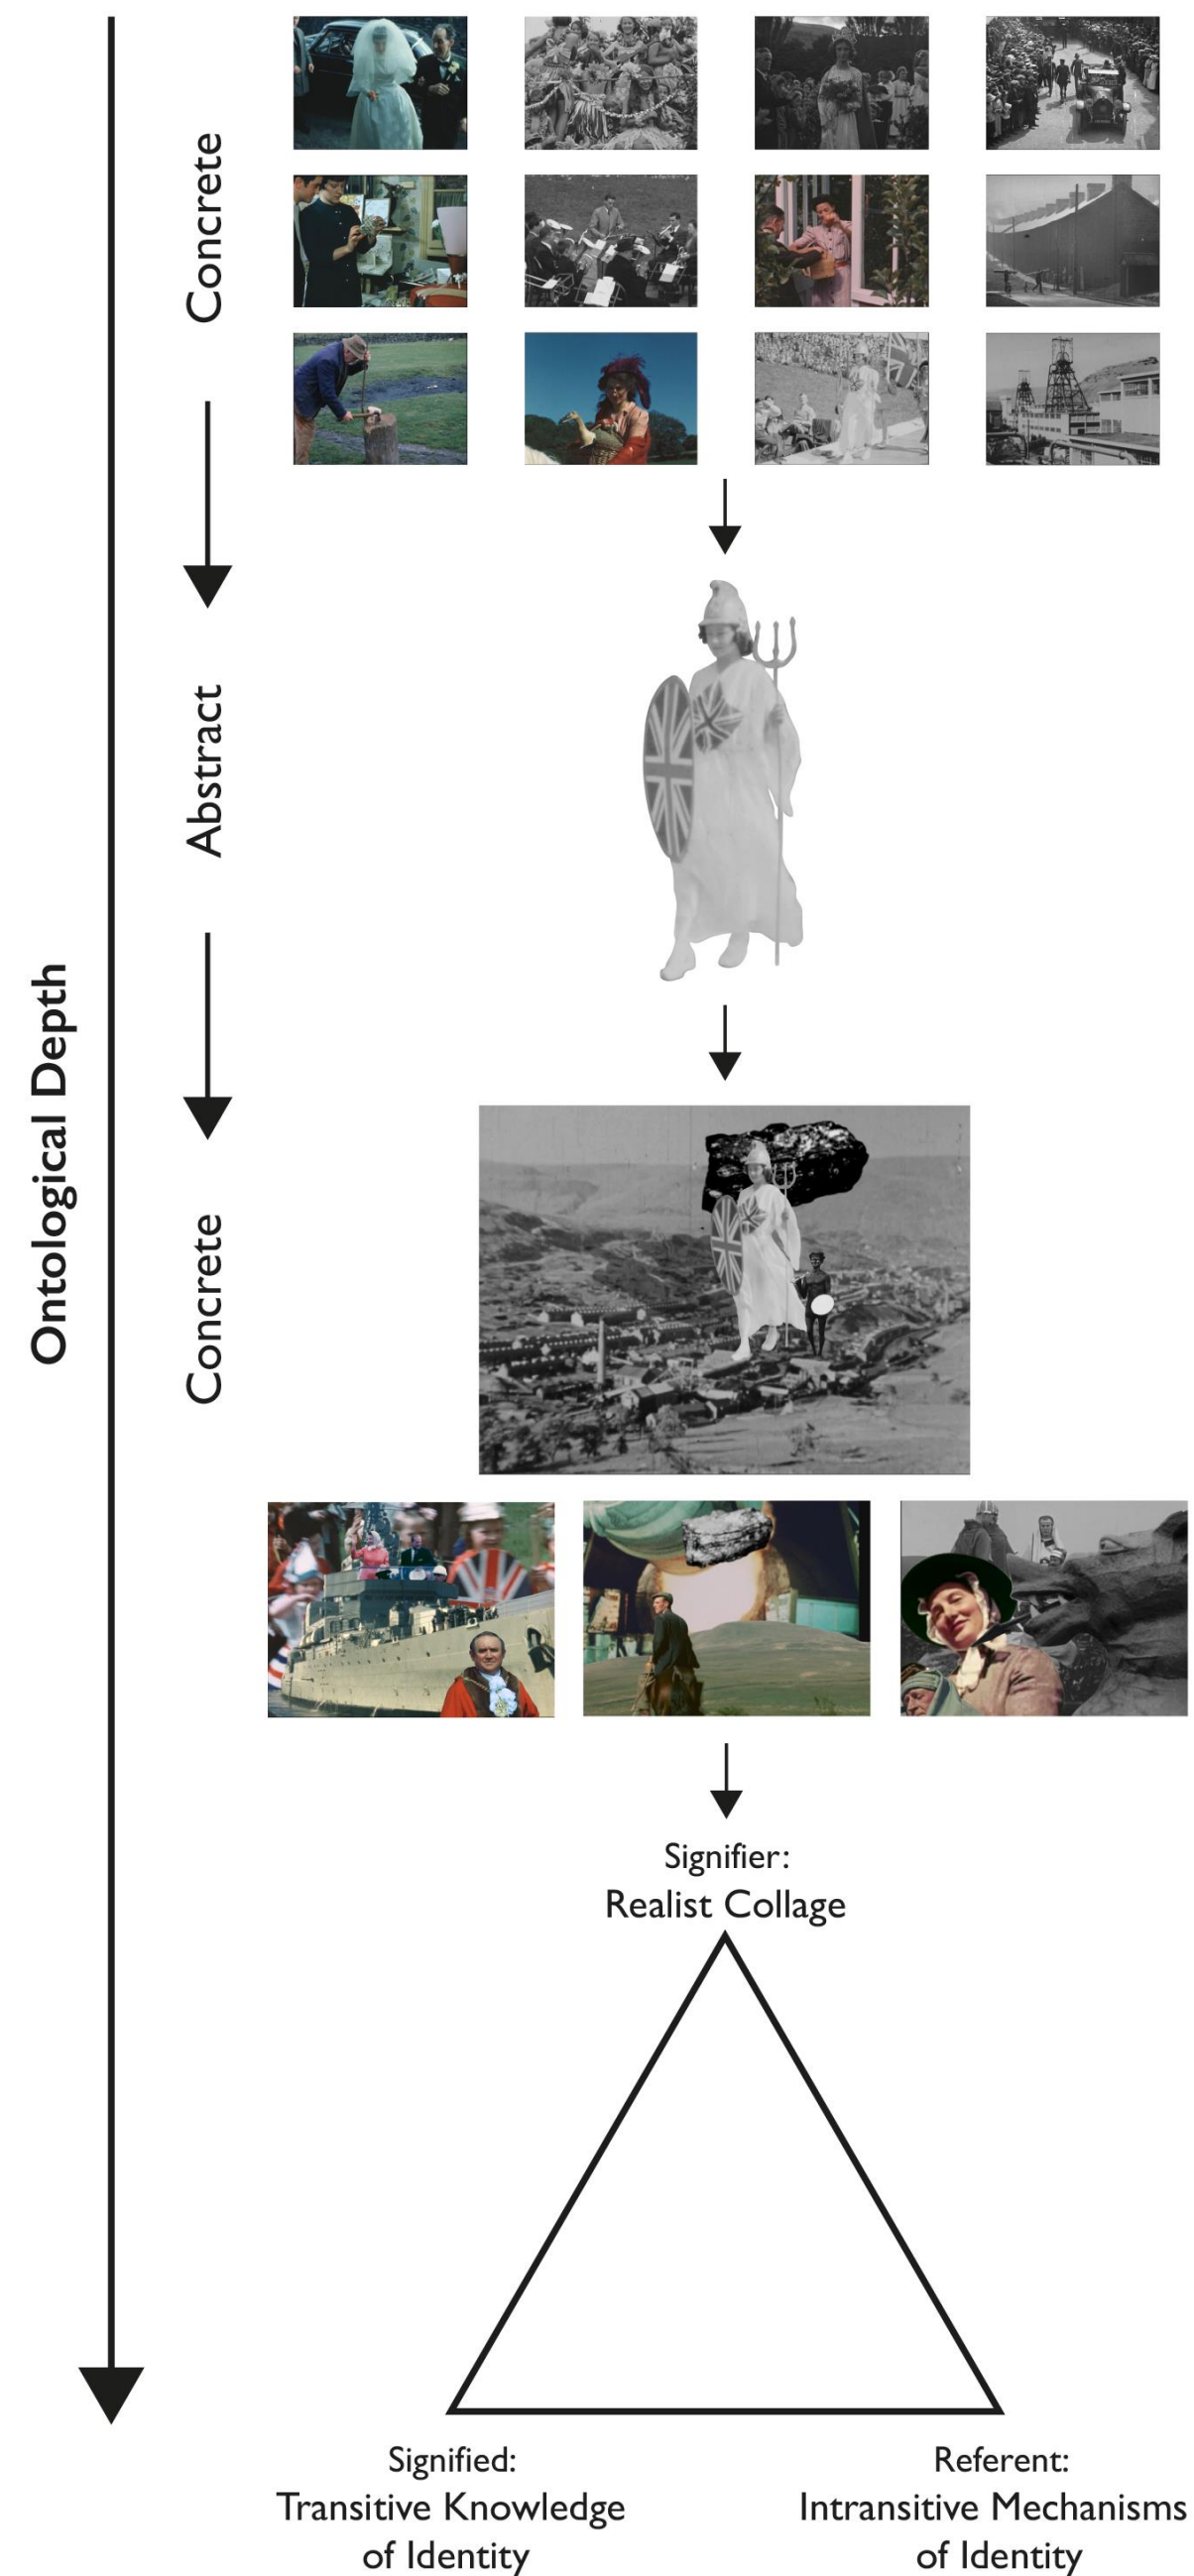 Concrete
Abstract
Ontological Depth
Concrete
Signifier:
Realist Collage
Signified:
Transitive Knowledge
of Identity
Referent:
Intransitive Mechanisms
of Identity